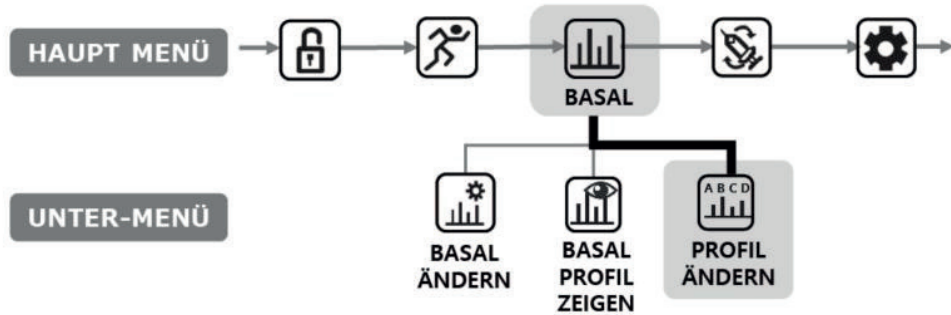 HAUPT MENÜ
BASAL
UNTER-MENÜ
A B C D
BASAL
ÄNDERN
BASAL
PROFIL
ZEIGEN
PROFIL
ÄNDERN